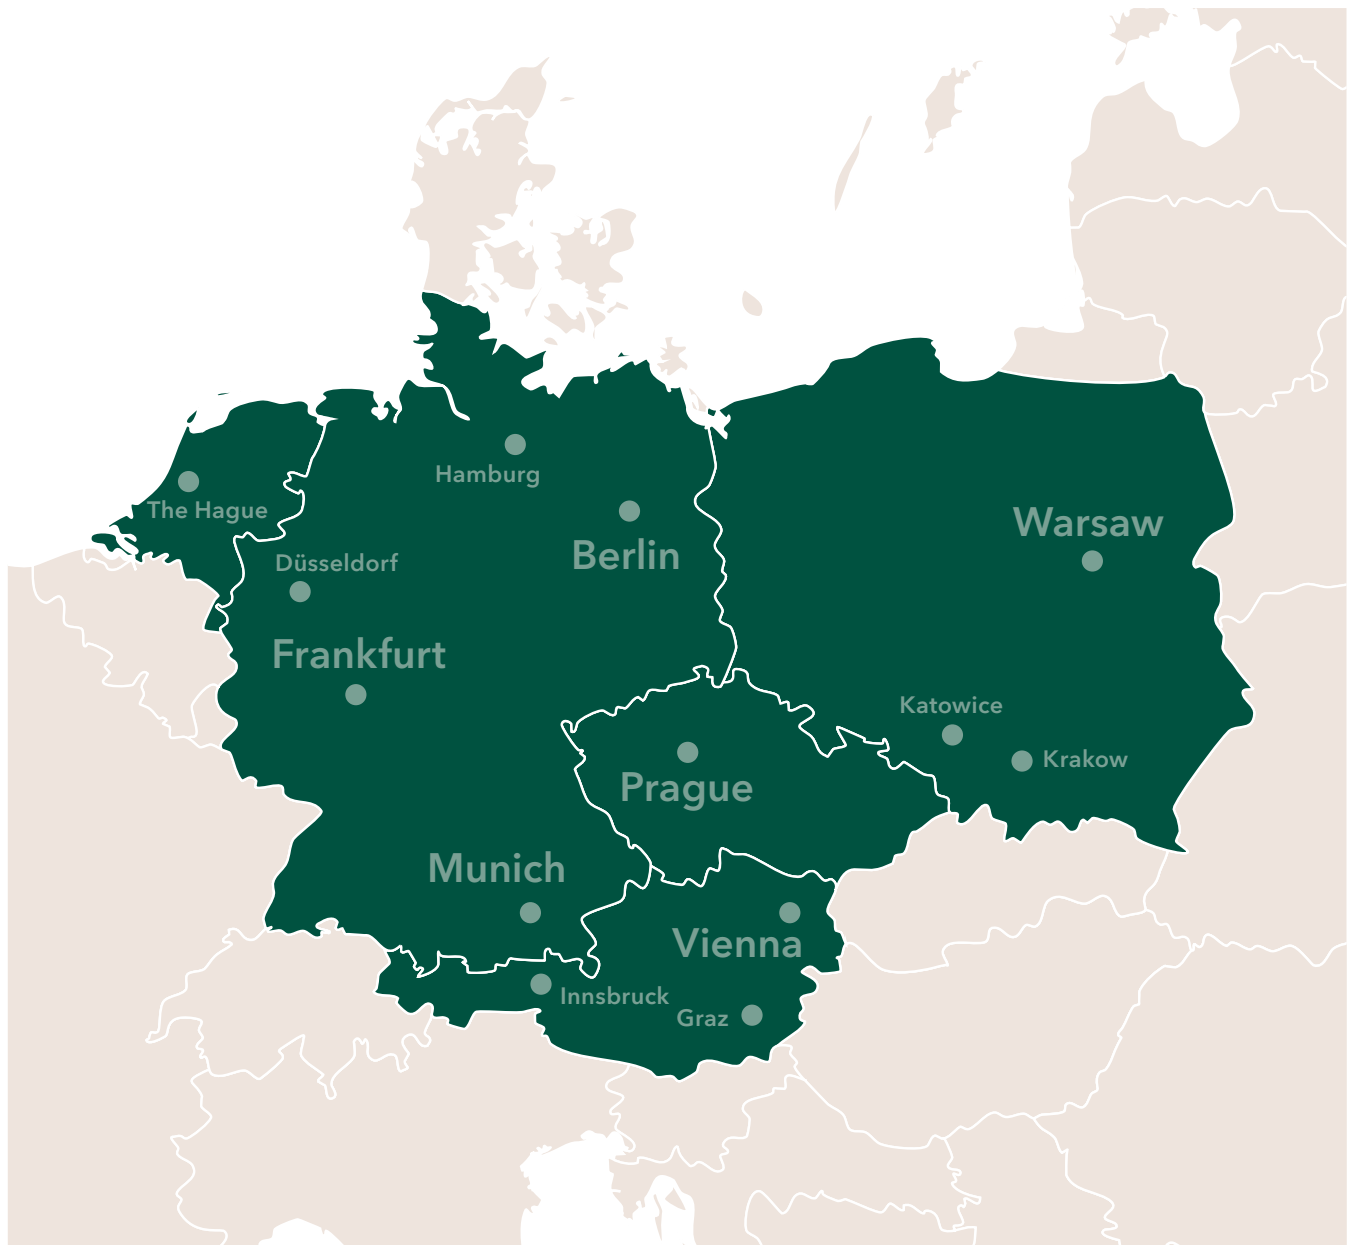 Hamburg
The Hague
Warsaw
Berlin
Düsseldorf
Frankfurt
Katowice
Krakow
Prague
Munich
Vienna
Innsbruck
Graz